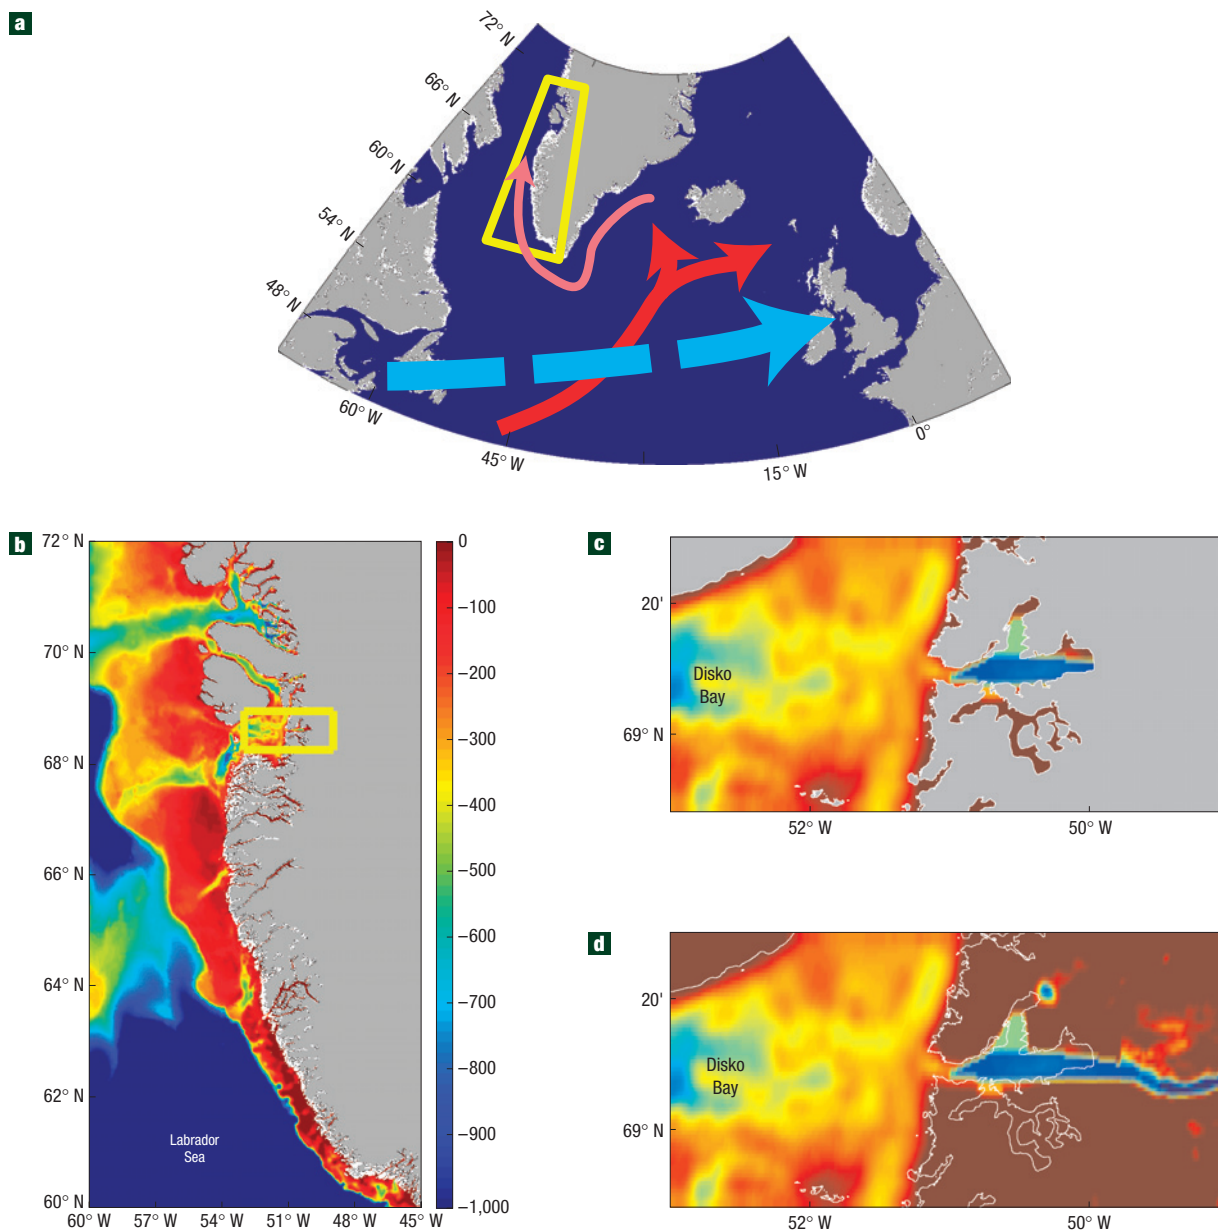 a
72° N
66° N
60° N
54° N
48° N
60° W
45° W
15° W
0°
b
72° N
70° N
68° N
66° N
64° N
62° N
60° N
60° W 57° W 54° W 51° W 48° W 45° W
Labrador
Sea
0
−100
−200
−300
−400
−500
−600
−700
−800
−900
−1,000
c
20'
69° N
Disko
Bay
52° W 50° W
d
20'
69° N
Disko
Bay
52° W 50° W